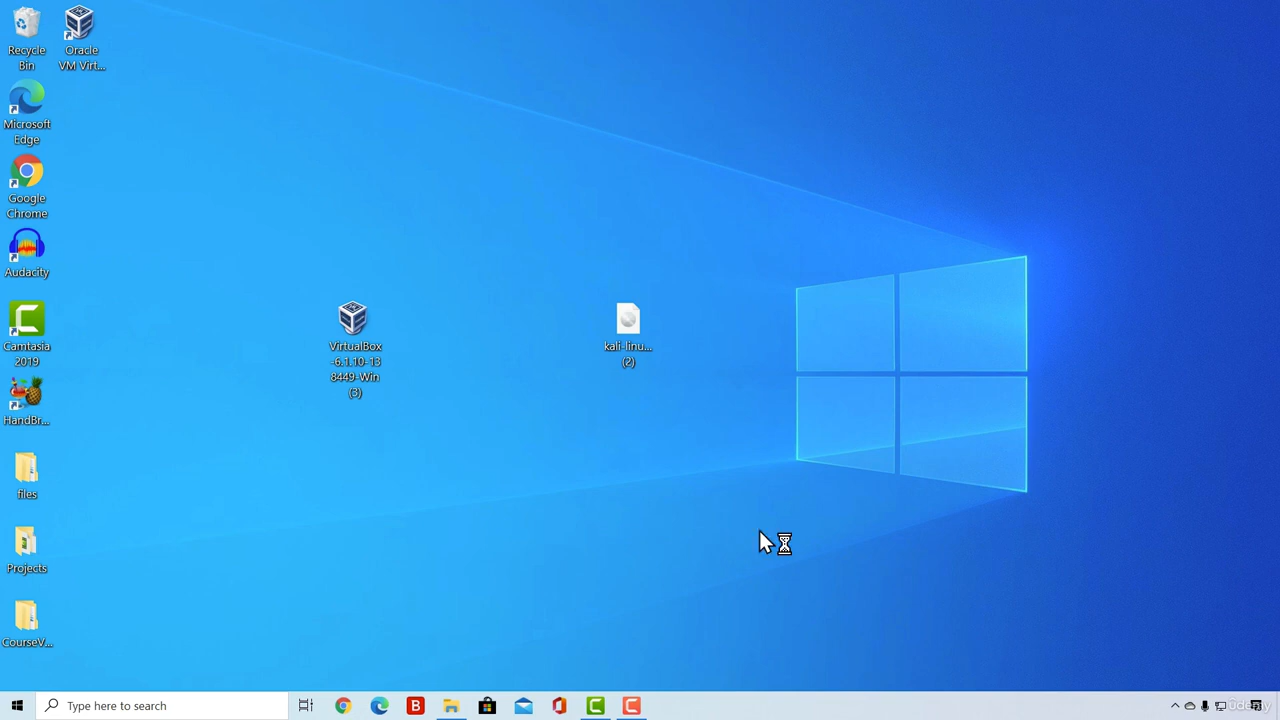 Recycle
Bin
Oracle
VM Virt...
Microsoft
Edge
Google
Chrome
Audacity
Camtasia
2019
HandBr...
files
Projects
CourseV...
VirtualBox
-6.1.10-13
8449-Win
(3)
kali-linu...
(2)
Type here to search
B
Udemy